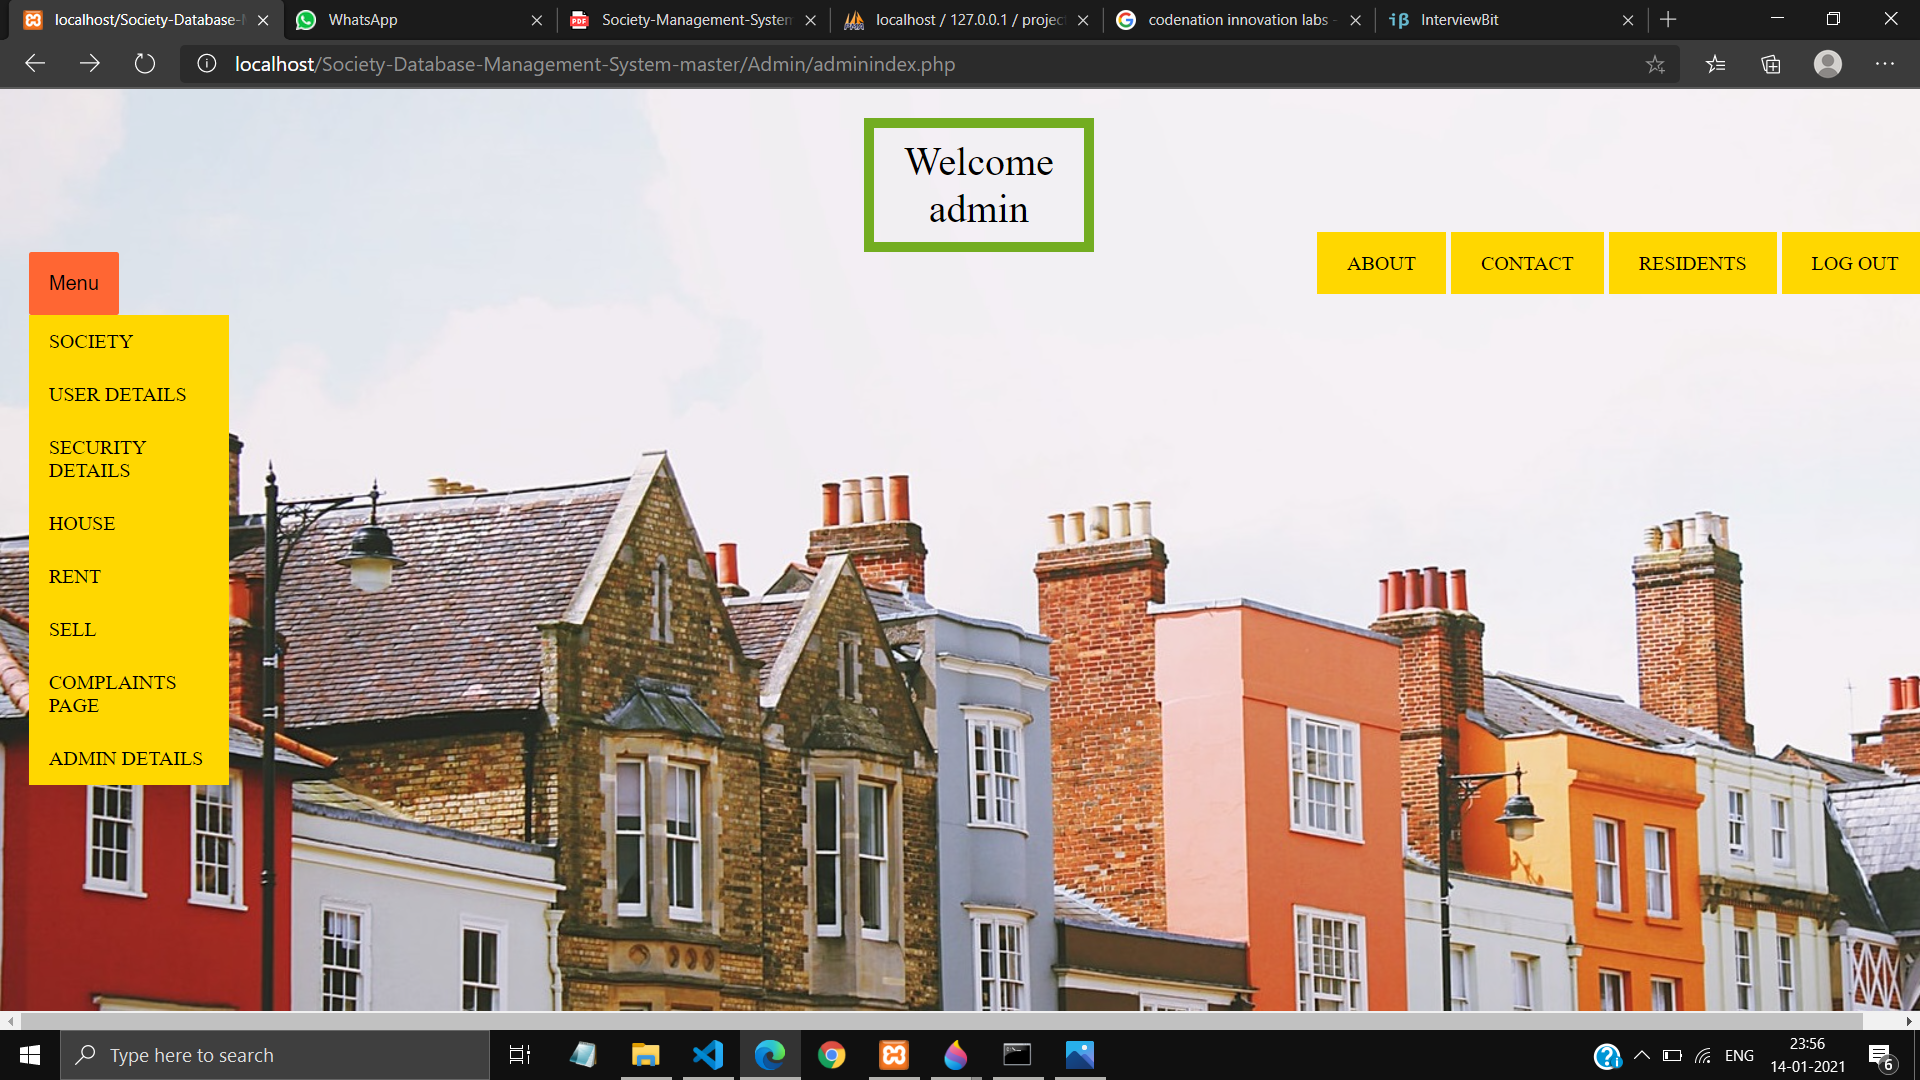 localhost/Society-Database-
WhatsApp
Society-Management-System
localhost / 127.0.0.1 / projec
codenation innovation labs -
iβ InterviewBit
localhost/Society-Database-Management-System-master/Admin/adminindex.php
Welcome
admin
ABOUT
CONTACT
RESIDENTS
LOG OUT
Menu
SOCIETY
USER DETAILS
SECURITY
DETAILS
HOUSE
RENT
SELL
COMPLAINTS
PAGE
ADMIN DETAILS
Type here to search
ENG
23:56
14-01-2021
6